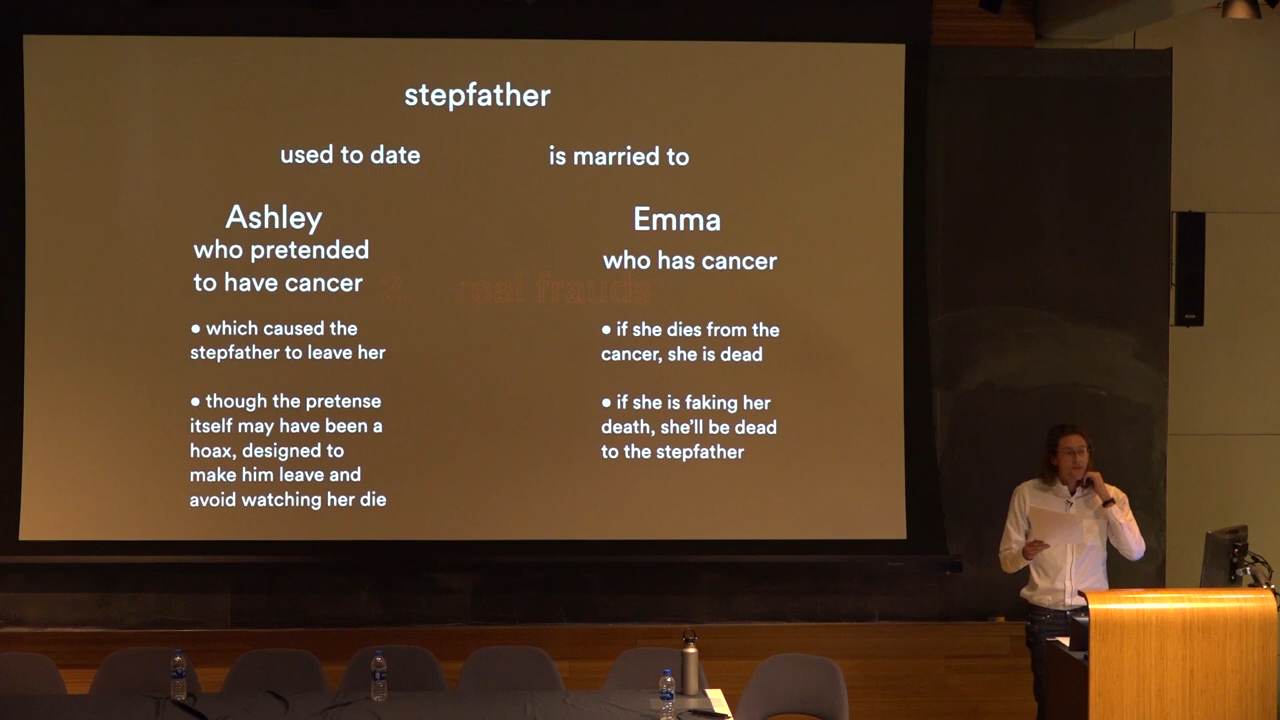 stepfather
used to date
is married to
Ashley
who pretended
to have cancer
• which caused the
stepfather to leave her
• though the pretense
itself may have been a
hoax, designed to
make him leave and
avoid watching her die
Emma
who has cancer
• if she dies from the
cancer, she is dead
• if she is faking her
death, she'll be dead
to the stepfather
real frauds